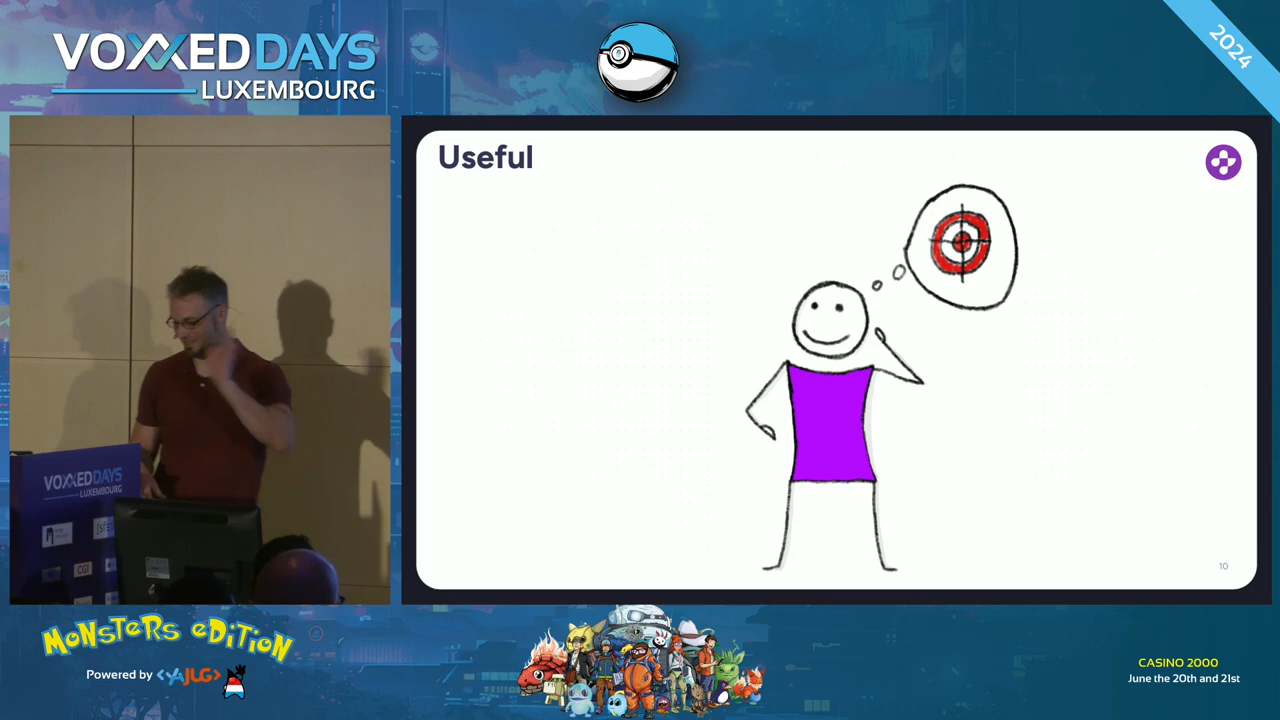 VOXXEDDAYS
LUXEMBOURG
2024
Useful
VOXXEDDAYS
LUXEMBOURG
CGI
10
MONSTERS EDITION
Powered by <YAJUG>
CASINO 2000
June the 20th and 21st